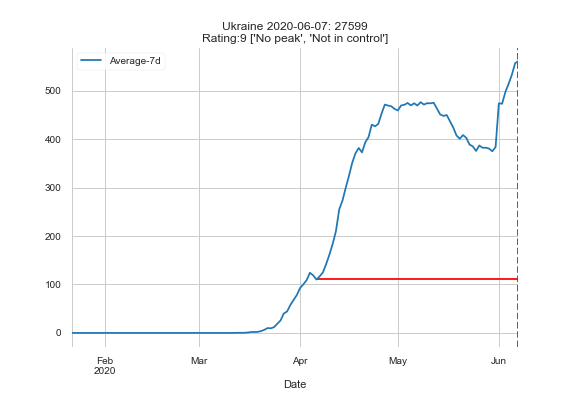 Ukraine 2020-06-07: 27599
Rating:9 ['No peak', 'Not in control']
Average-7d
500
400
300
200
100
0
Feb
2020
Mar
Apr
May
Jun
Date